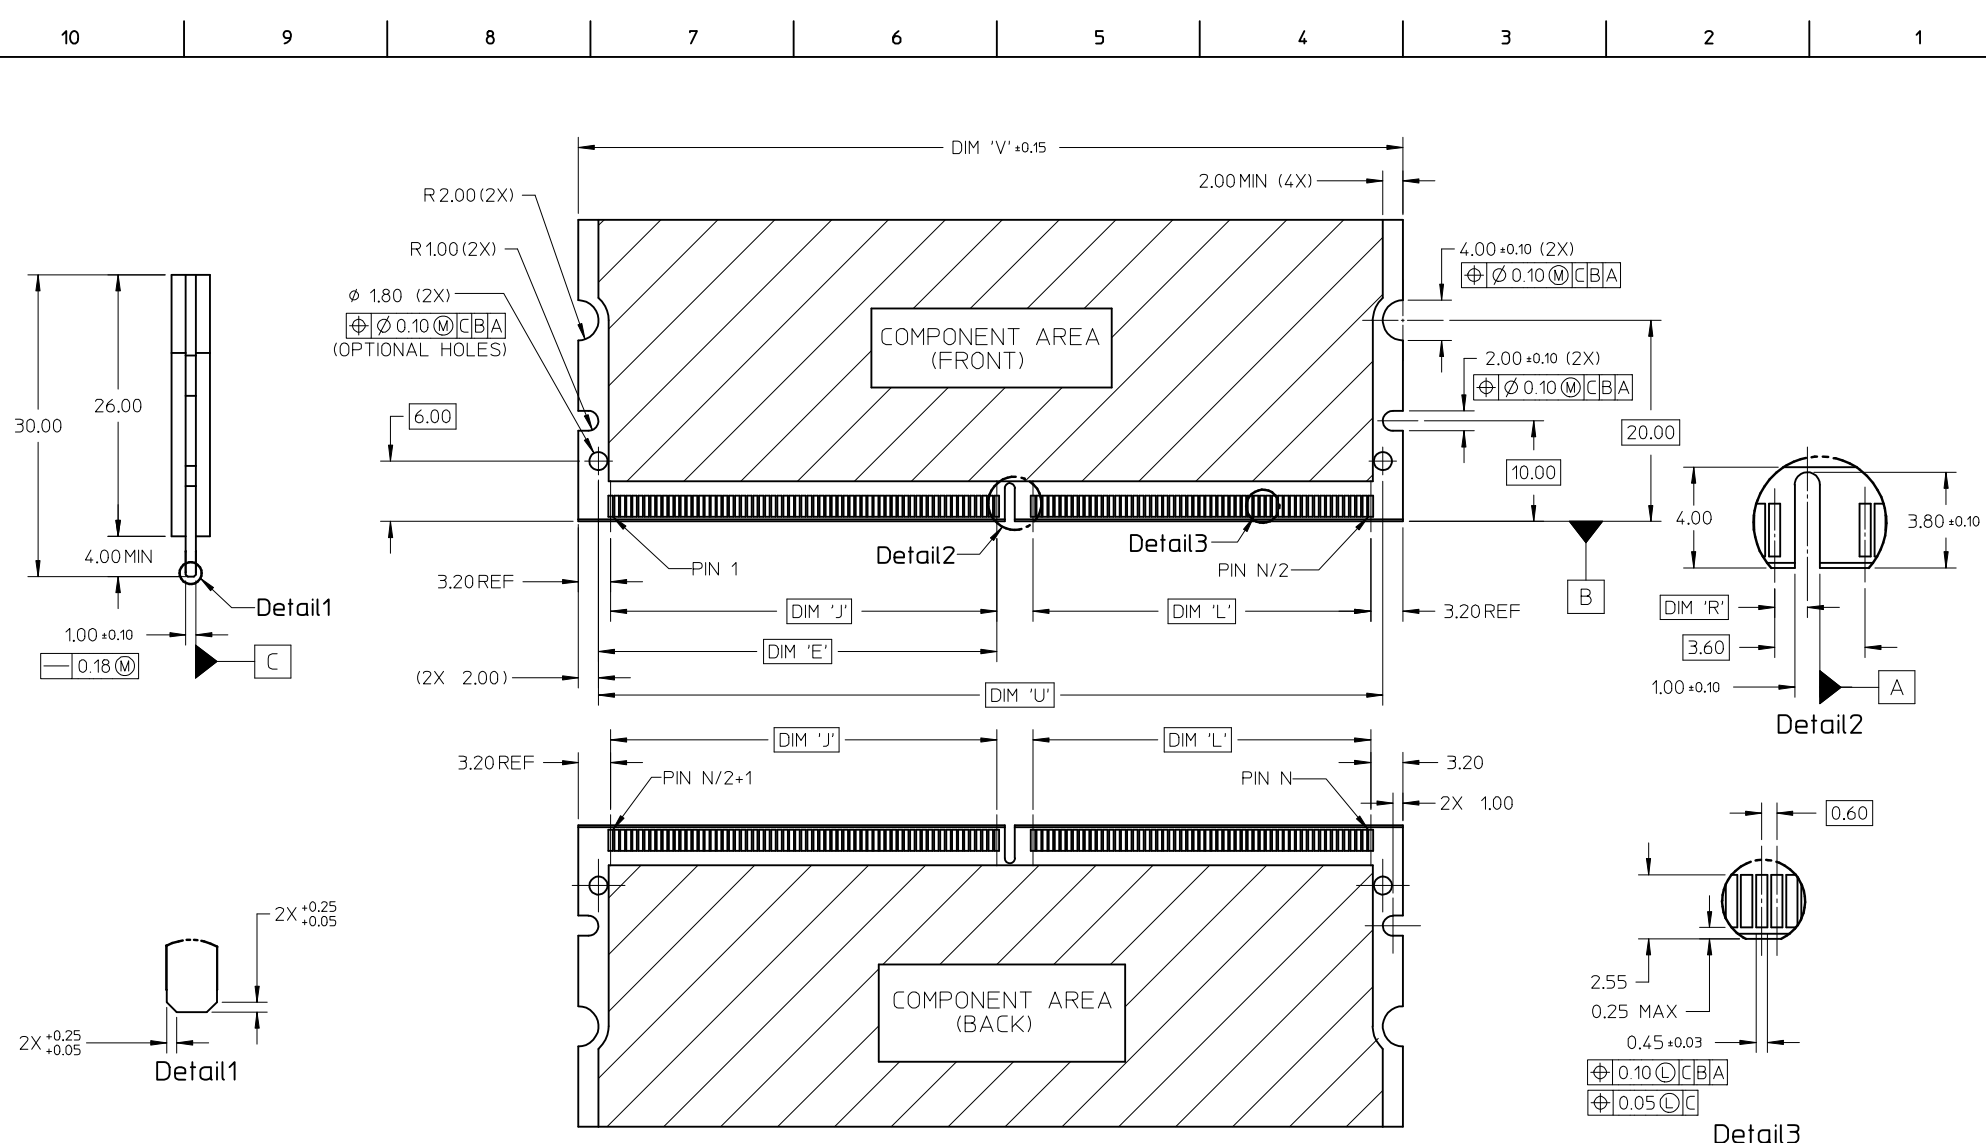 10 9 8 7 6 5 4 3 2 1
DIM 'V' ±0.15
2.00 MIN (4X)
R 2.00 (2X)
R 1.00 (2X)
4.00 ±0.10 (2X)
⌖ Ø 0.10 Ⓜ C B A
Ø 1.80 (2X)
⌖ Ø 0.10 Ⓜ C B A
(OPTIONAL HOLES)
COMPONENT AREA
(FRONT)
2.00 ±0.10 (2X)
⌖ Ø 0.10 Ⓜ C B A
30.00
26.00
6.00
20.00
10.00
4.00 MIN
Detail1
1.00 ±0.10
— 0.18 Ⓜ
C
3.20 REF
PIN 1
Detail2
Detail3
PIN N/2
DIM 'J'
DIM 'L'
3.20 REF
B
DIM 'E'
(2X 2.00)
DIM 'U'
4.00
3.80 ±0.10
DIM 'R'
3.60
1.00 ±0.10
A
Detail2
DIM 'J'
DIM 'L'
3.20 REF
PIN N/2+1
PIN N
3.20
2X 1.00
0.60
2X +0.25
+0.05
2X +0.25
+0.05
Detail1
COMPONENT AREA
(BACK)
2.55
0.25 MAX
0.45 ±0.03
⌖ 0.10 Ⓛ C B A
⌖ 0.05 Ⓛ C
Detail3